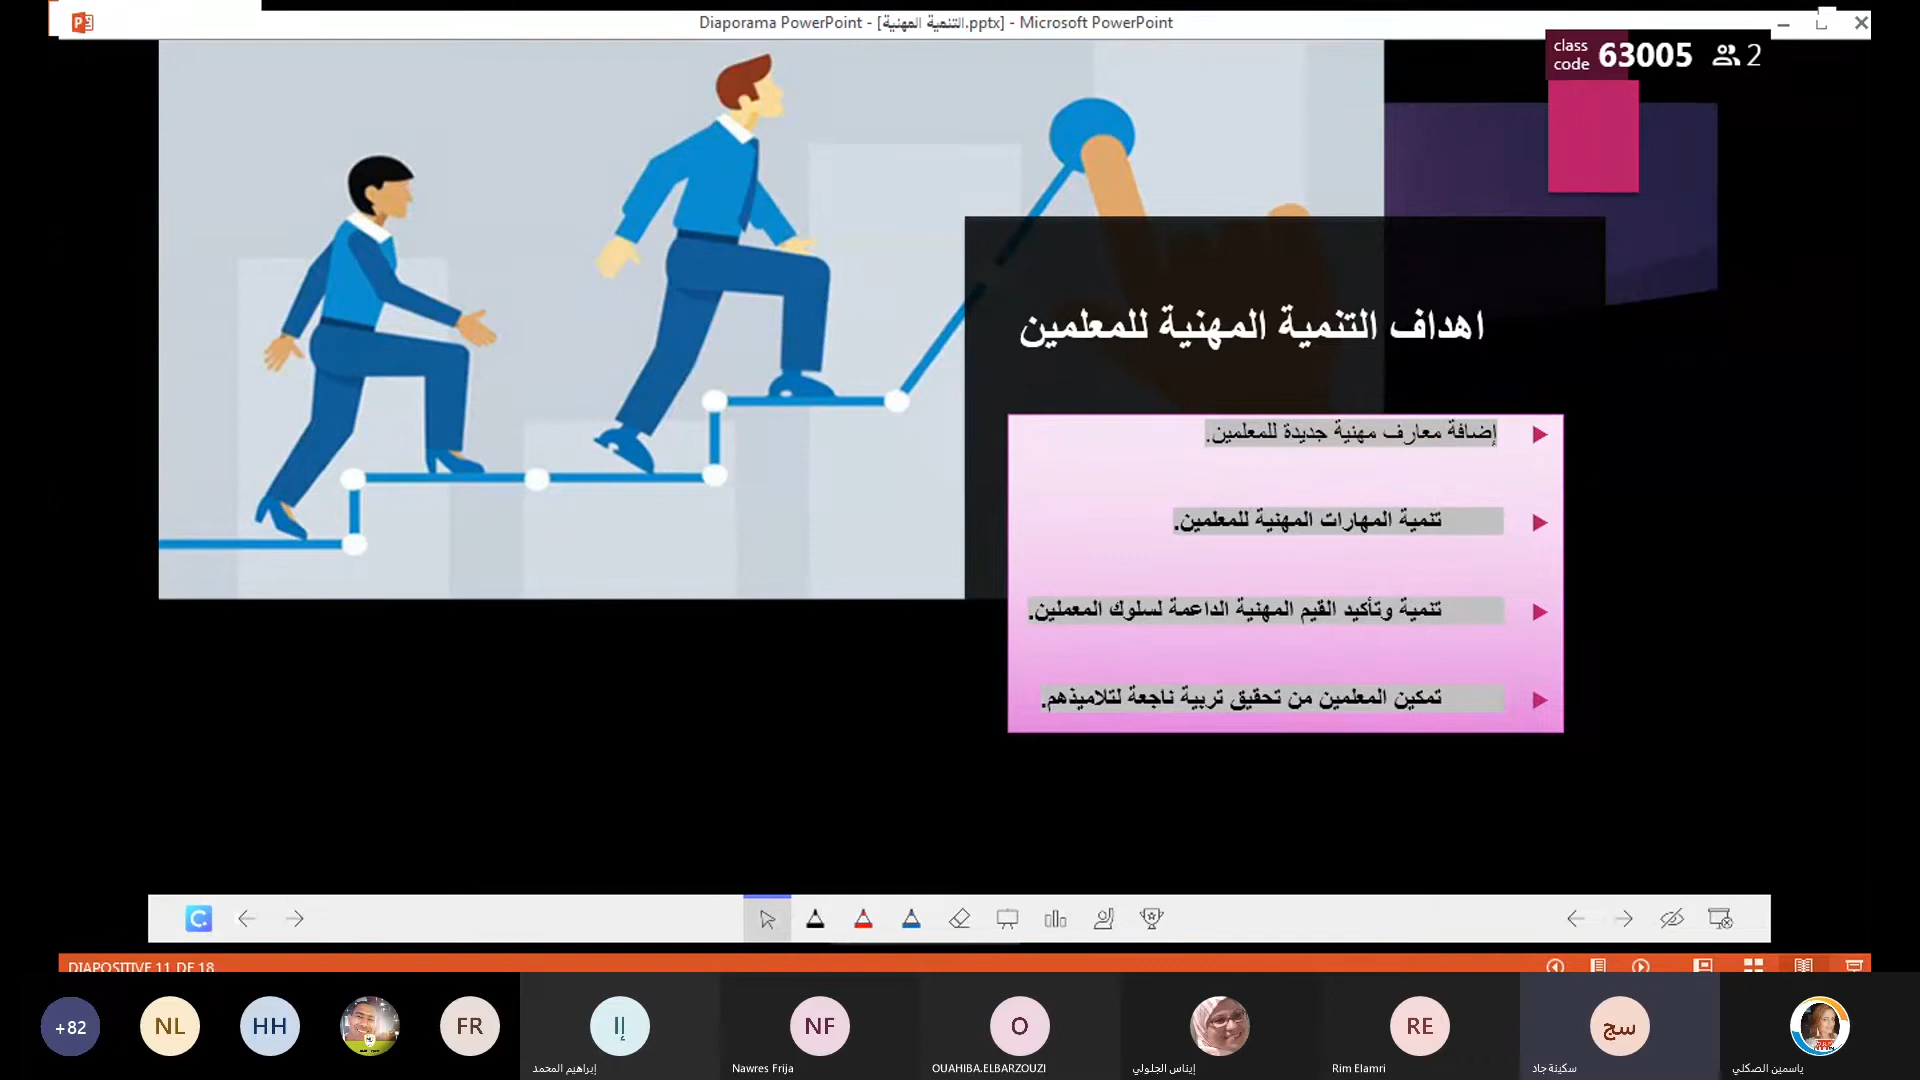 Diaporama PowerPoint - [التنمية المهنية.pptx] - Microsoft PowerPoint
class code 63005 2
اهداف التنمية المهنية للمعلمين
إضافة معارف مهنية جديدة للمعلمين.
تنمية المهارات المهنية للمعلمين.
تنمية وتأكيد القيم المهنية الداعمة لسلوك المعملين.
تمكين المعلمين من تحقيق تربية ناجعة لتلاميذهم.
DIAPOSITIVE 11 DE 18
+82
NL
HH
FR
إا
NF
O
RE
سج
إبراهيم المحمد
Nawres Frija
OUAHIBA.ELBARZOUZI
إيناس الجلولي
Rim Elamri
سكينة جاد
ياسمين الصكلي